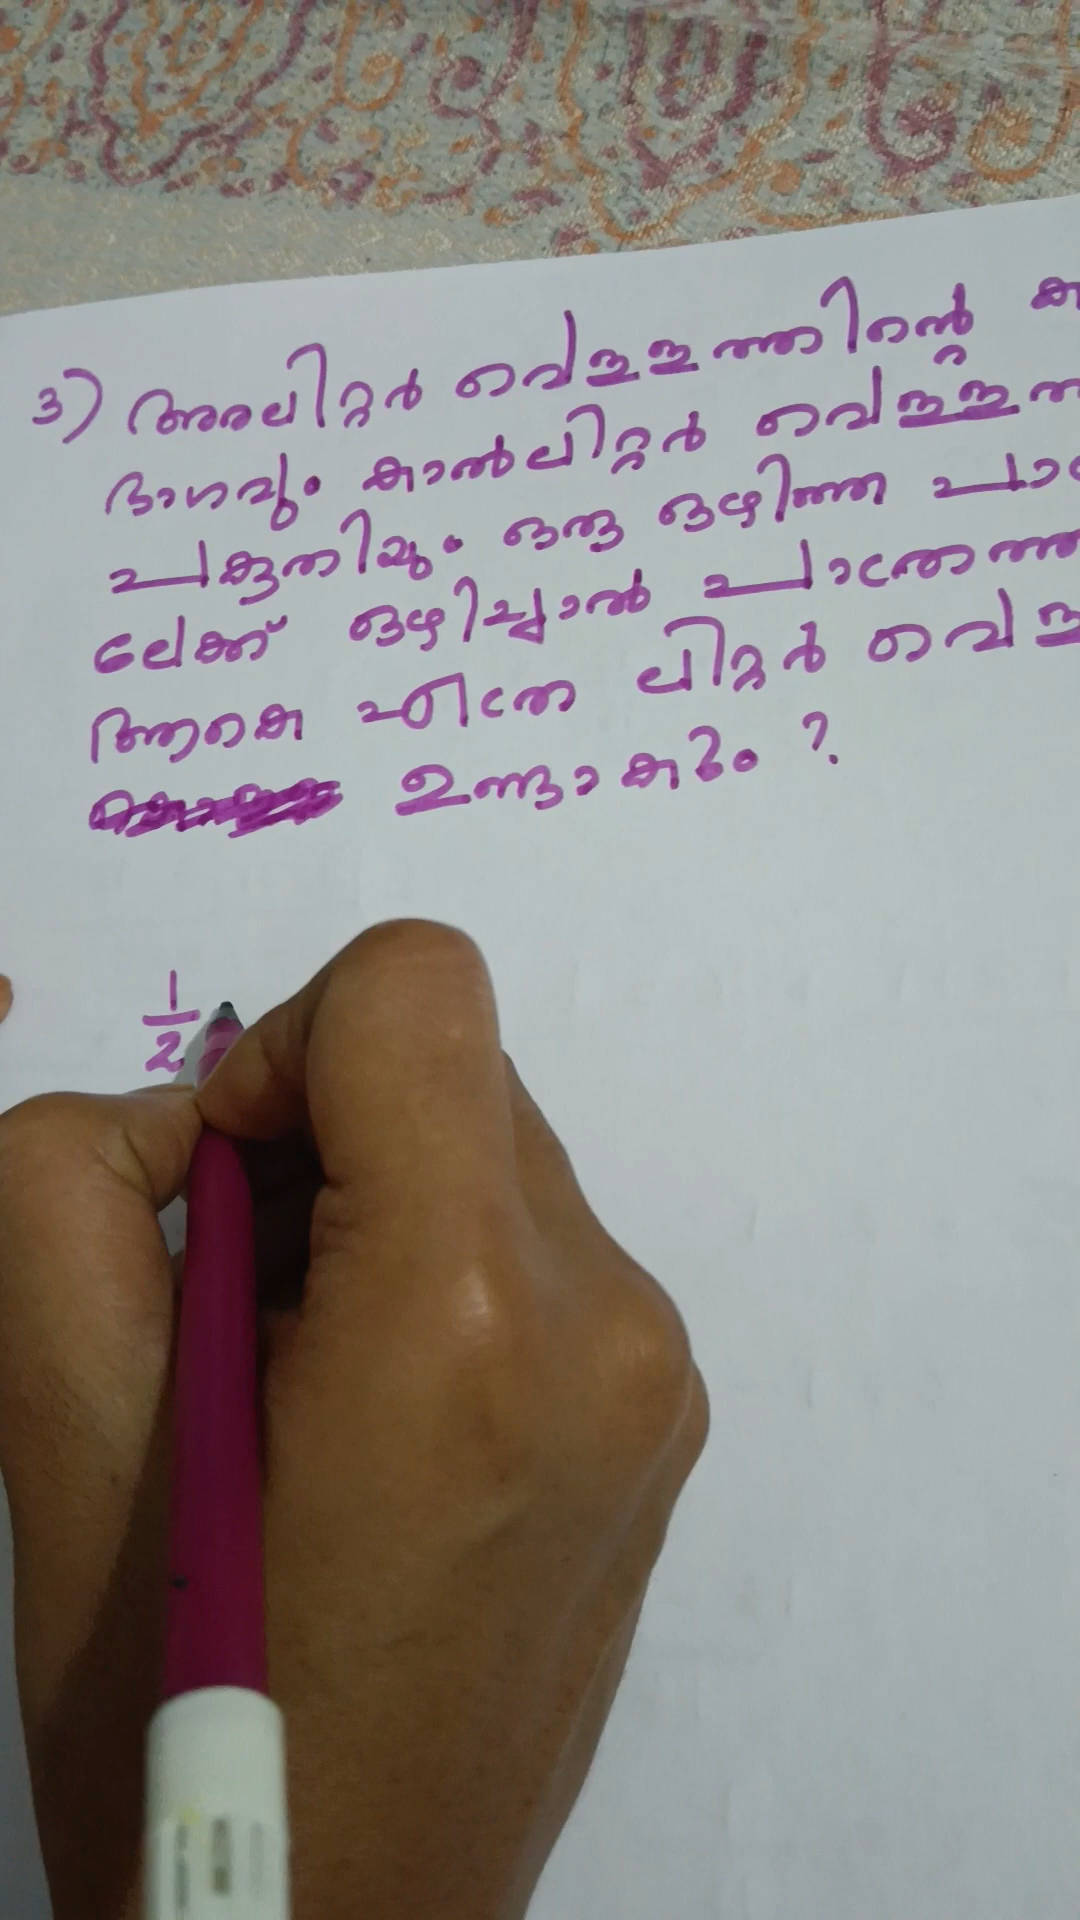 3) അരലിറ്റർ വെള്ളത്തിന്റെ
ഭാഗവും കാൽലിറ്റർ
പകുതിയും ഒരു ഒഴിഞ്ഞ
ലേക്ക് ഒഴിച്ചാൽ
ആകെ എത്ര ലിറ്റർ
ഉണ്ടാകും ?
1
2